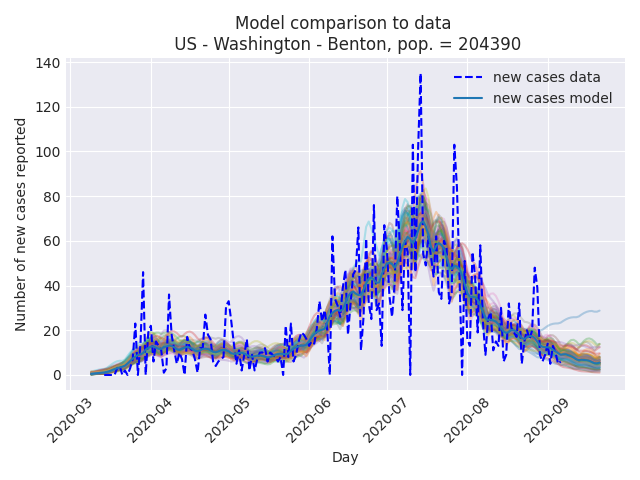 Model comparison to data
US - Washington - Benton, pop. = 204390
new cases data
new cases model
Number of new cases reported
140
120
100
80
60
40
20
0
2020-03
2020-04
2020-05
2020-06
2020-07
2020-08
2020-09
Day